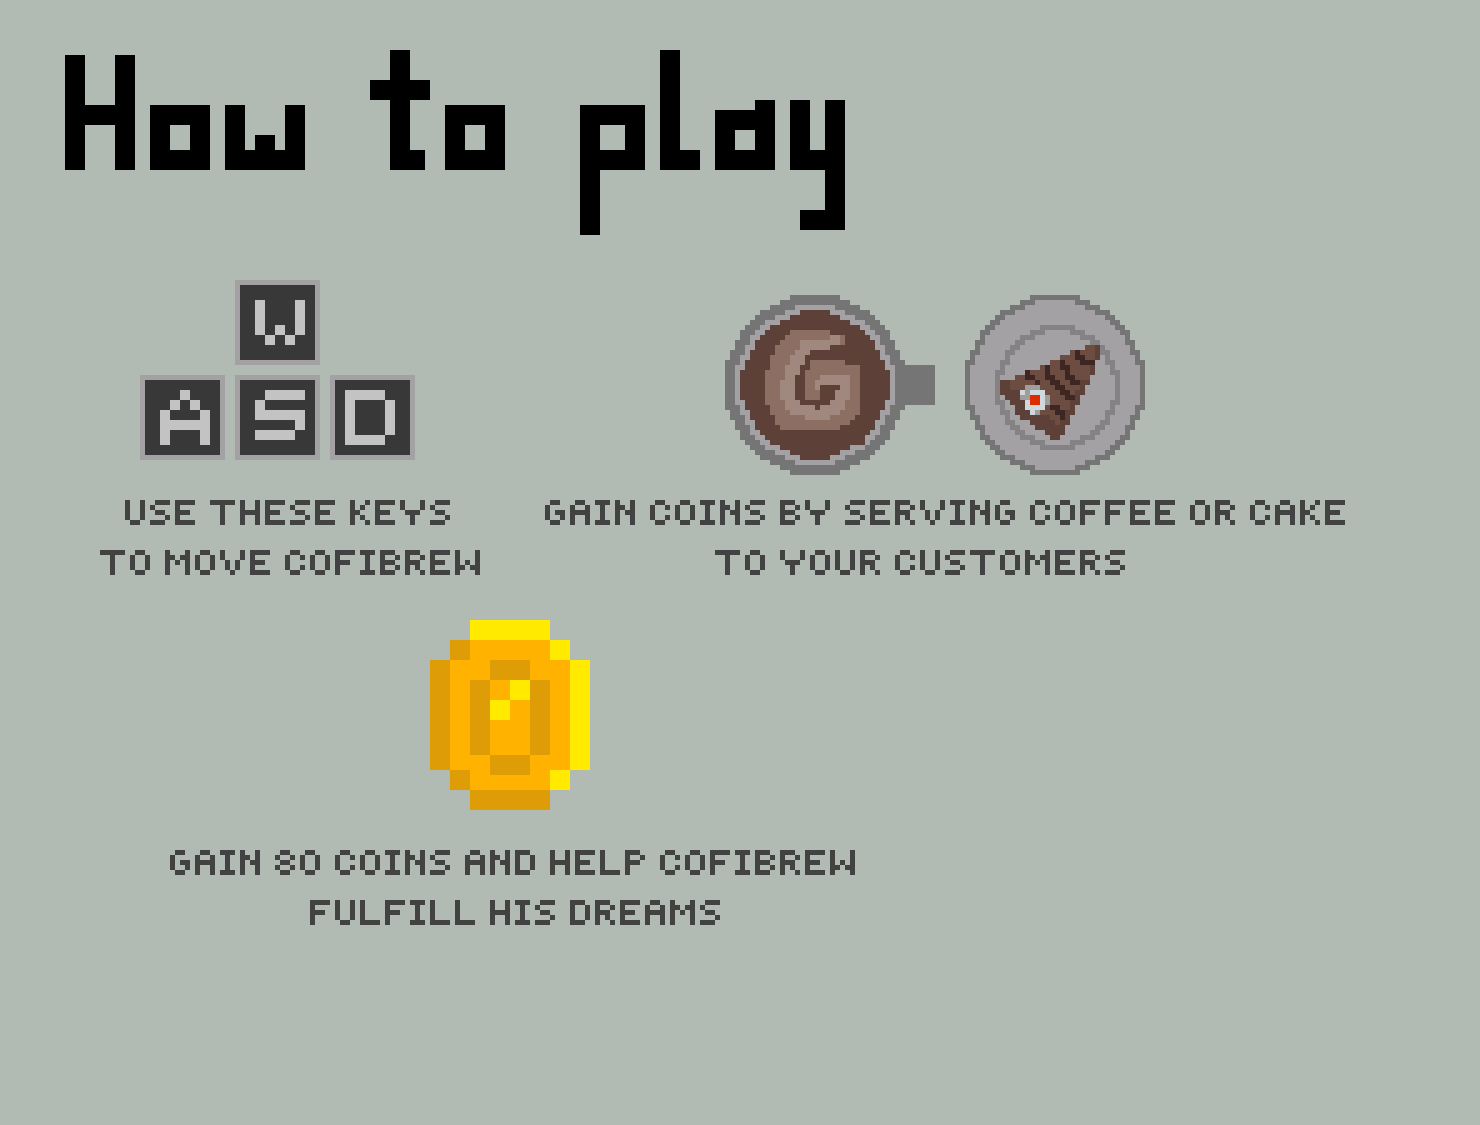 How to play
W
A S D
USE THESE KEYS
TO MOVE COFIBREW
GAIN COINS BY SERVING COFFEE OR CAKE
TO YOUR CUSTOMERS
GAIN 80 COINS AND HELP COFIBREW
FULFILL HIS DREAMS